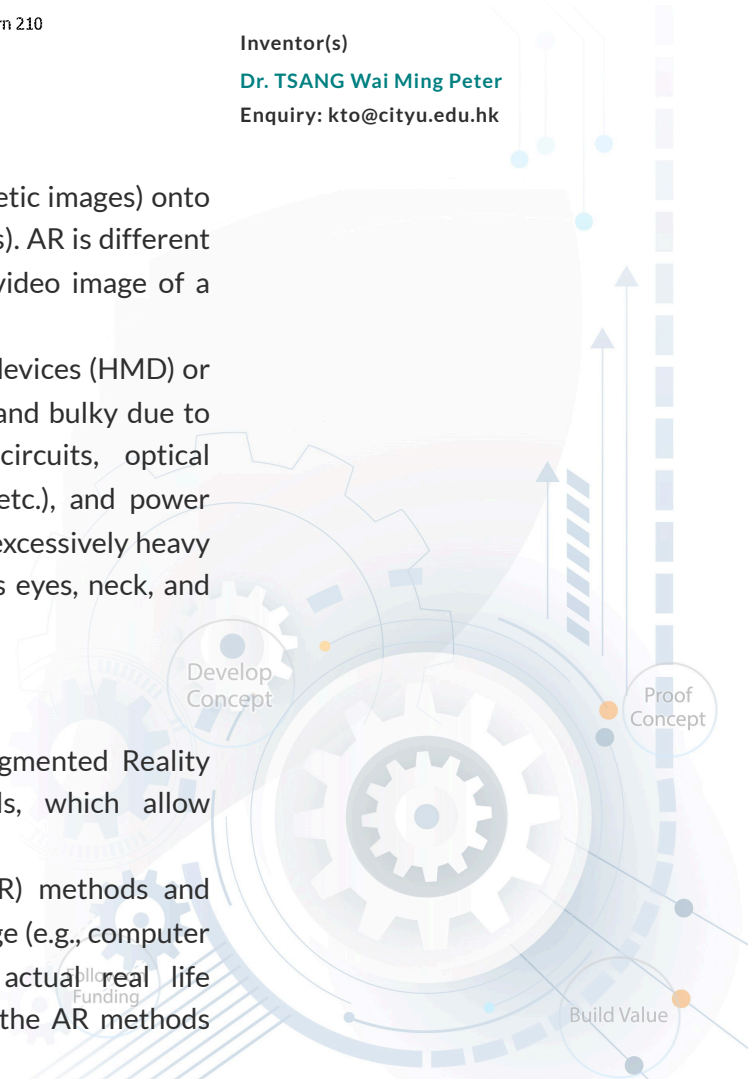 210
Inventor(s)
Dr. TSANG Wai Ming Peter
Enquiry: kto@cityu.edu.hk
etic images) onto
s). AR is different
video image of a
devices (HMD) or
and bulky due to
circuits, optical
etc.), and power
excessively heavy
s eyes, neck, and
Develop
Concept
Proof
Concept
gmented Reality
ls, which allow
R) methods and
ge (e.g., computer
actual real life
Funding
the AR methods
Build Value